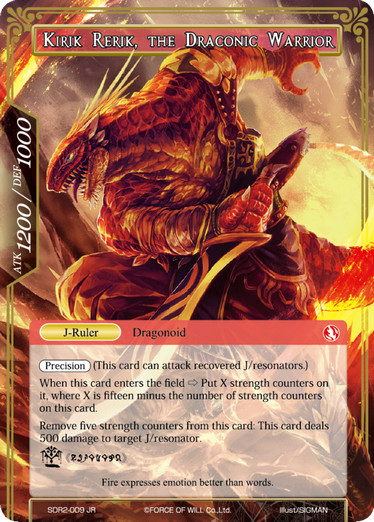 Kirik Rerik, the Draconic Warrior
ATK 1200 / DEF 1000
J-Ruler Dragonoid
Precision (This card can attack recovered J/resonators.)
When this card enters the field ⇨ Put X strength counters on
it, where X is fifteen minus the number of strength counters
on this card.
Remove five strength counters from this card: This card deals
500 damage to target J/resonator.
Fire expresses emotion better than words.
SDR2-009 JR ©FORCE OF WILL Co.,Ltd. Illust/SIGMAN